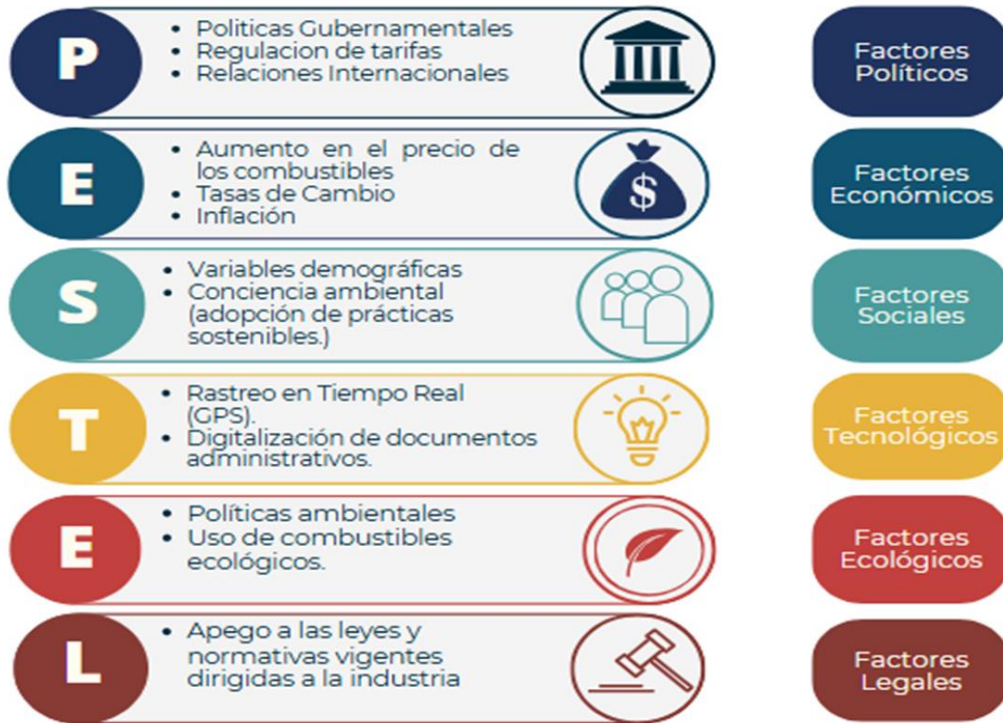 P
• Politicas Gubernamentales
• Regulacion de tarifas
• Relaciones Internacionales
Factores
Políticos
E
• Aumento en el precio de
los combustibles
• Tasas de Cambio
• Inflación
$
Factores
Económicos
S
• Variables demográficas
• Conciencia ambiental
(adopción de prácticas
sostenibles.)
Factores
Sociales
T
• Rastreo en Tiempo Real
(GPS).
• Digitalización de documentos
administrativos.
Factores
Tecnológicos
E
• Políticas ambientales
• Uso de combustibles
ecológicos.
Factores
Ecológicos
L
• Apego a las leyes y
normativas vigentes
dirigidas a la industria
Factores
Legales